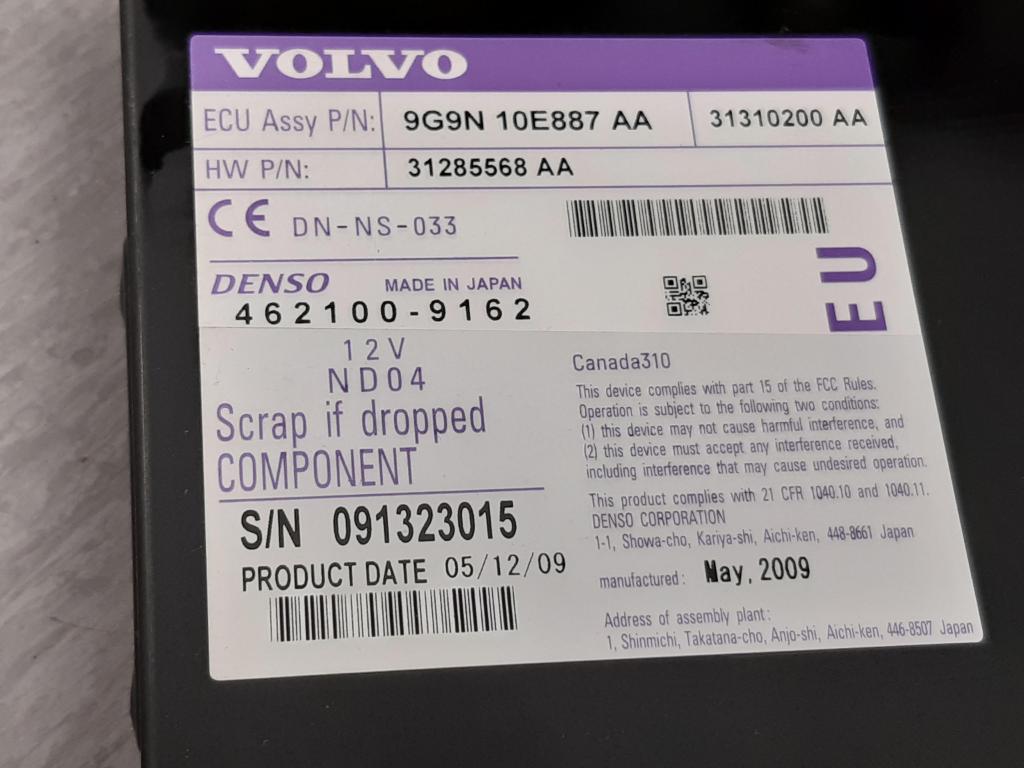 VOLVO
ECU Assy P/N: 9G9N 10E887 AA 31310200 AA
HW P/N: 31285568 AA
CE DN-NS-033
EU
DENSO MADE IN JAPAN
462100-9162
12V
ND04
Scrap if dropped
COMPONENT
S/N 091323015
PRODUCT DATE 05/12/09
Canada310
This device complies with part 15 of the FCC Rules.
Operation is subject to the following two conditions:
(1) this device may not cause harmful interference, and
(2) this device must accept any interference received,
including interference that may cause undesired operation.
This product complies with 21 CFR 1040.10 and 1040.11.
DENSO CORPORATION
1-1, Showa-cho, Kariya-shi, Aichi-ken, 448-8661 Japan
manufactured: May, 2009
Address of assembly plant:
1, Shinmichi, Takatana-cho, Anjo-shi, Aichi-ken, 446-8507 Japan